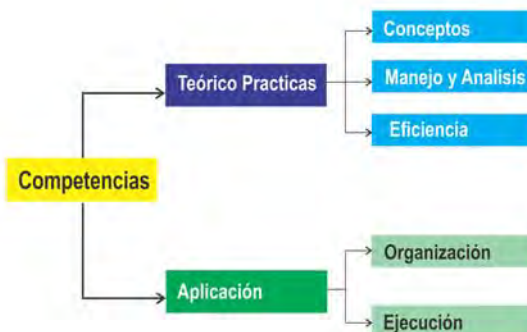 Competencias
Teórico Practicas
Conceptos
Manejo y Analisis
Eficiencia
Aplicación
Organización
Ejecución